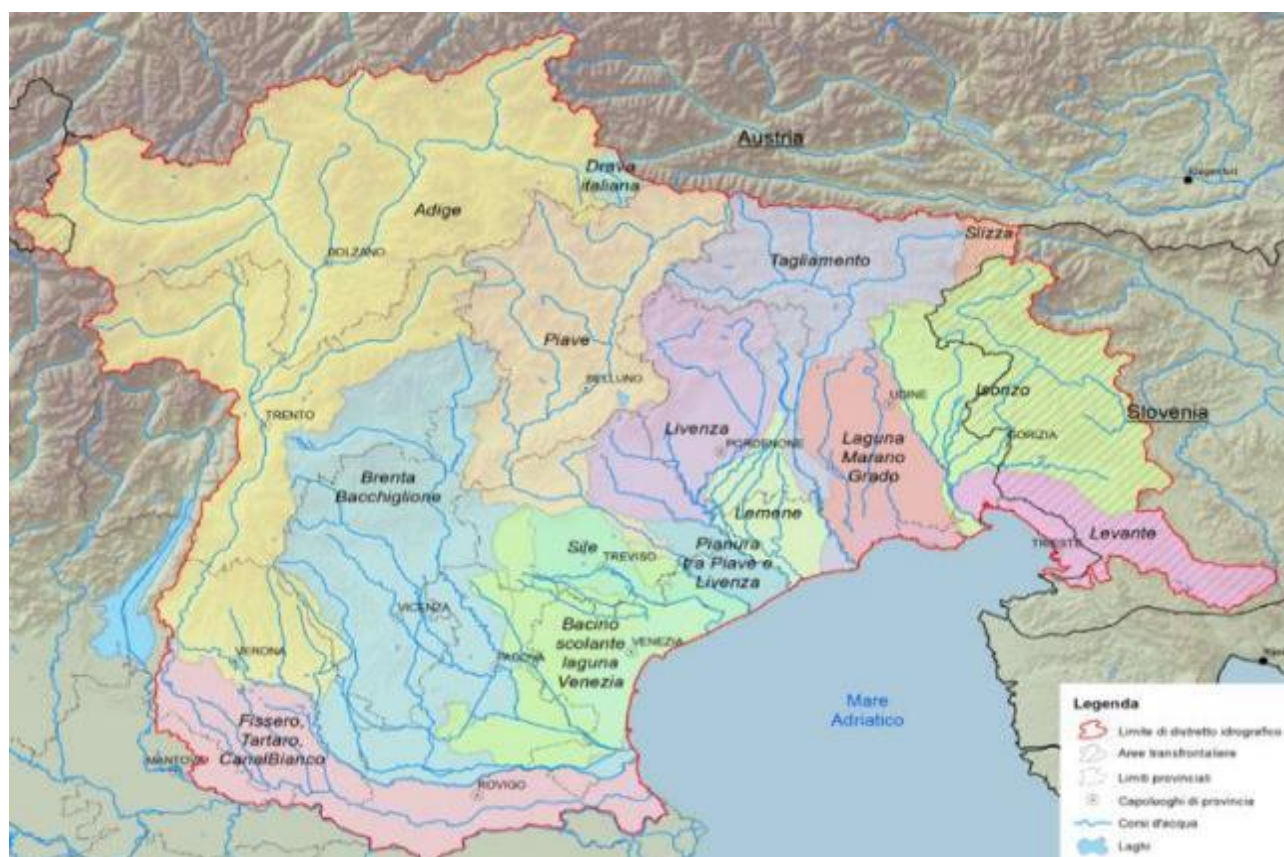 Austria
Klagenfurt
Drava
italiana
Adige
Slizza
BOLZANO
Tagliamento
Piave
BELLUNO
Isonzo
UDINE
Slovenia
TRENTO
Livenza
PORDENONE
Laguna
Marano
Grado
GORIZIA
Brenta
Bacchiglione
Lemene
Levante
Sile
TREVISO
Pianura
tra Piave e
Livenza
TRIESTE
VICENZA
Bacino
scolante
laguna
Venezia
VENEZIA
PADOVA
VERONA
Mare
Adriatico
Fissero,
Tartaro,
CanalBianco
MANTOVA
ROVIGO
Legenda
Limite di distretto idrografico
Aree transfrontaliere
Limiti provinciali
Capoluoghi di provincia
Corsi d'acqua
Laghi